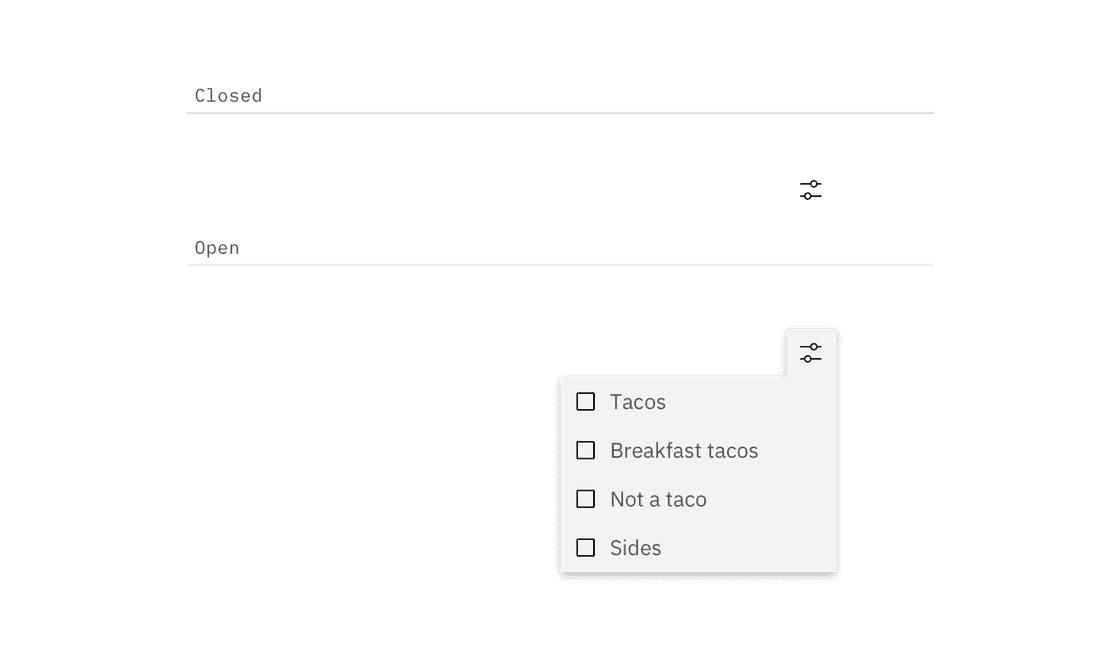 Closed
Open
Tacos
Breakfast tacos
Not a taco
Sides